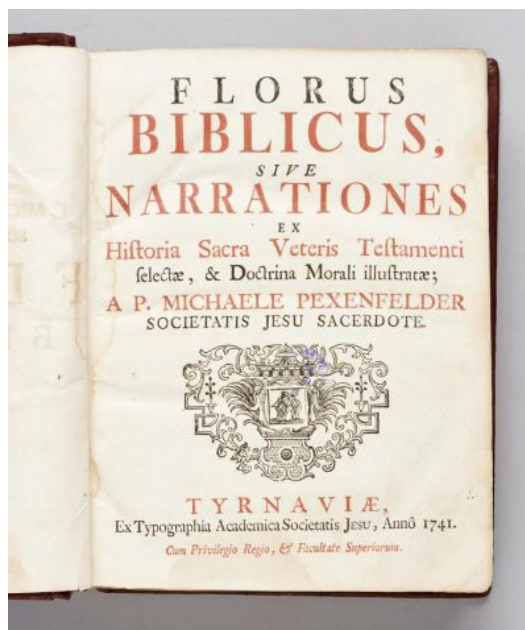 FLORUS
BIBLICUS,
SIVE
NARRATIONES
EX
Hiſtoria Sacra Veteris Teſtamenti
ſelectæ, & Doctrina Morali illuſtratæ;
A P. MICHAELE PEXENFELDER
SOCIETATIS JESU SACERDOTE.
TYRNAVIÆ,
Ex Typographia Academica Societatis JESU, Annô 1741.
Cum Privilegio Regio, & Facultate Superiorum.